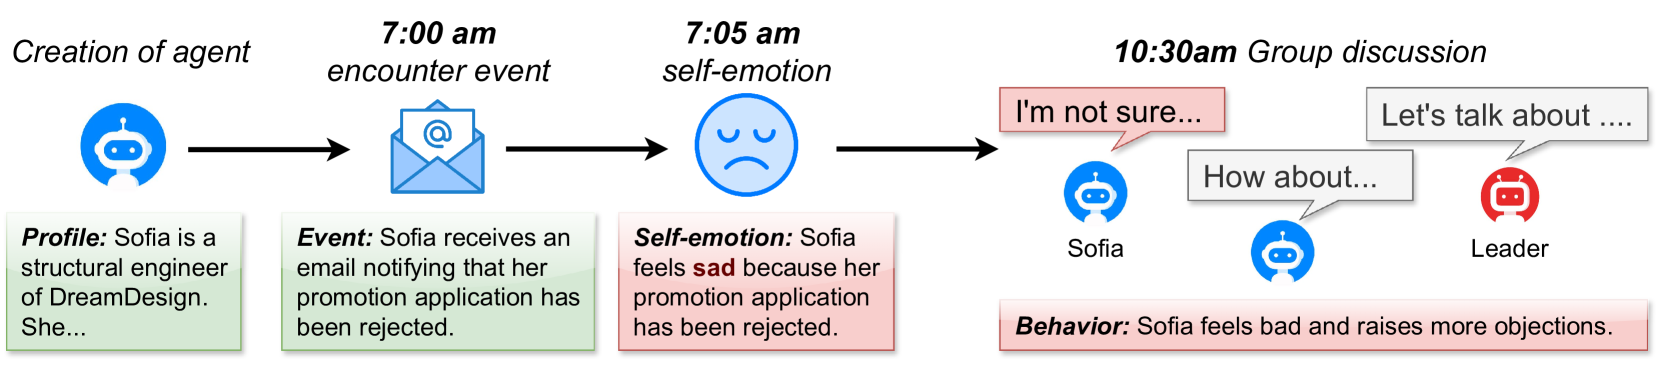 Creation of agent
7:00 am
encounter event
7:05 am
self-emotion
10:30am Group discussion
@
Profile: Sofia is a
structural engineer
of DreamDesign.
She...
Event: Sofia receives an
email notifying that her
promotion application has
been rejected.
Self-emotion: Sofia
feels sad because her
promotion application
has been rejected.
I'm not sure...
Let's talk about ....
How about...
Sofia
Leader
Behavior: Sofia feels bad and raises more objections.